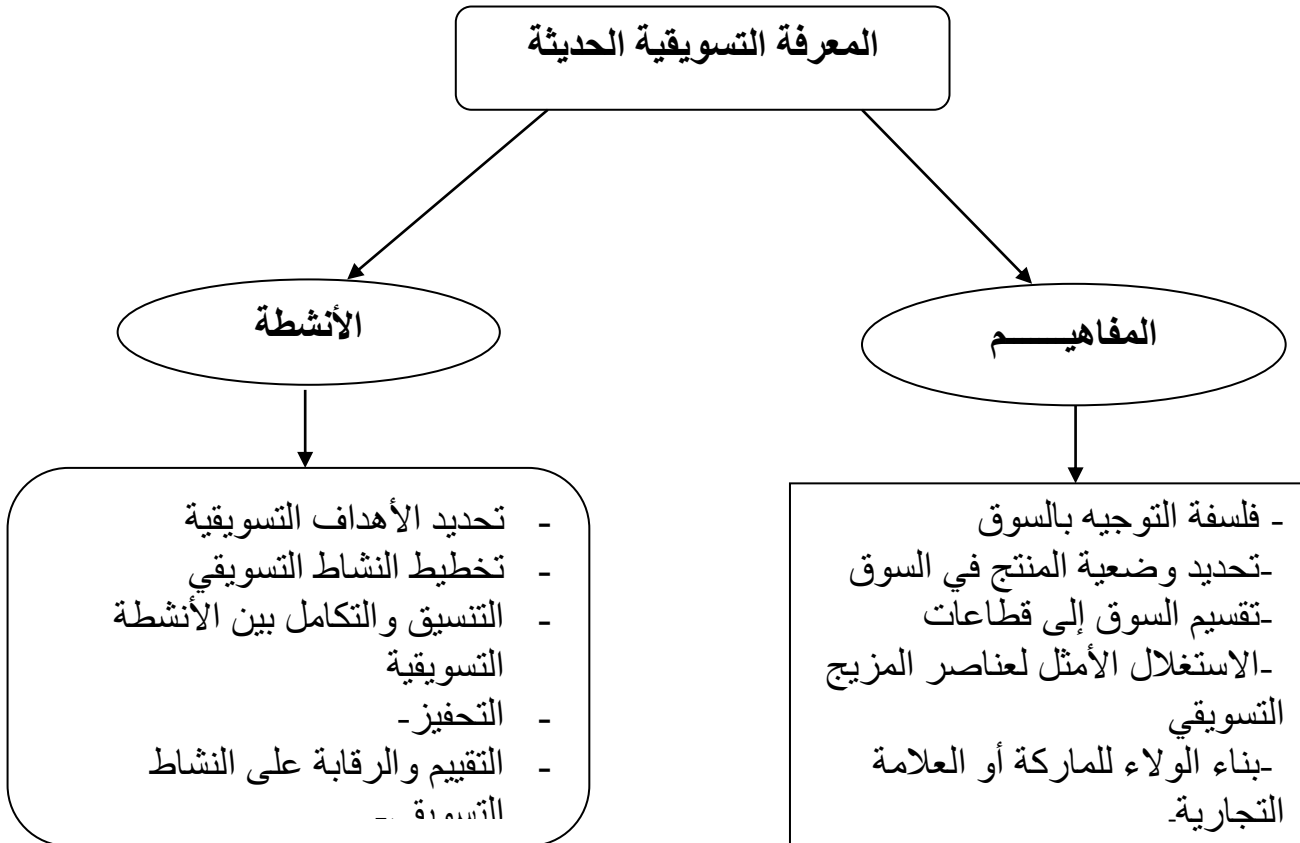 المعرفة التسويقية الحديثة
المفاهيــــــم
الأنشطة
- فلسفة التوجيه بالسوق
-تحديد وضعية المنتج في السوق
-تقسيم السوق إلى قطاعات
-الاستغلال الأمثل لعناصر المزيج
التسويقي
-بناء الولاء للماركة أو العلامة
التجارية-
- تحديد الأهداف التسويقية
- تخطيط النشاط التسويقي
- التنسيق والتكامل بين الأنشطة
التسويقية
- التحفيز-
- التقييم والرقابة على النشاط
التسويقي-